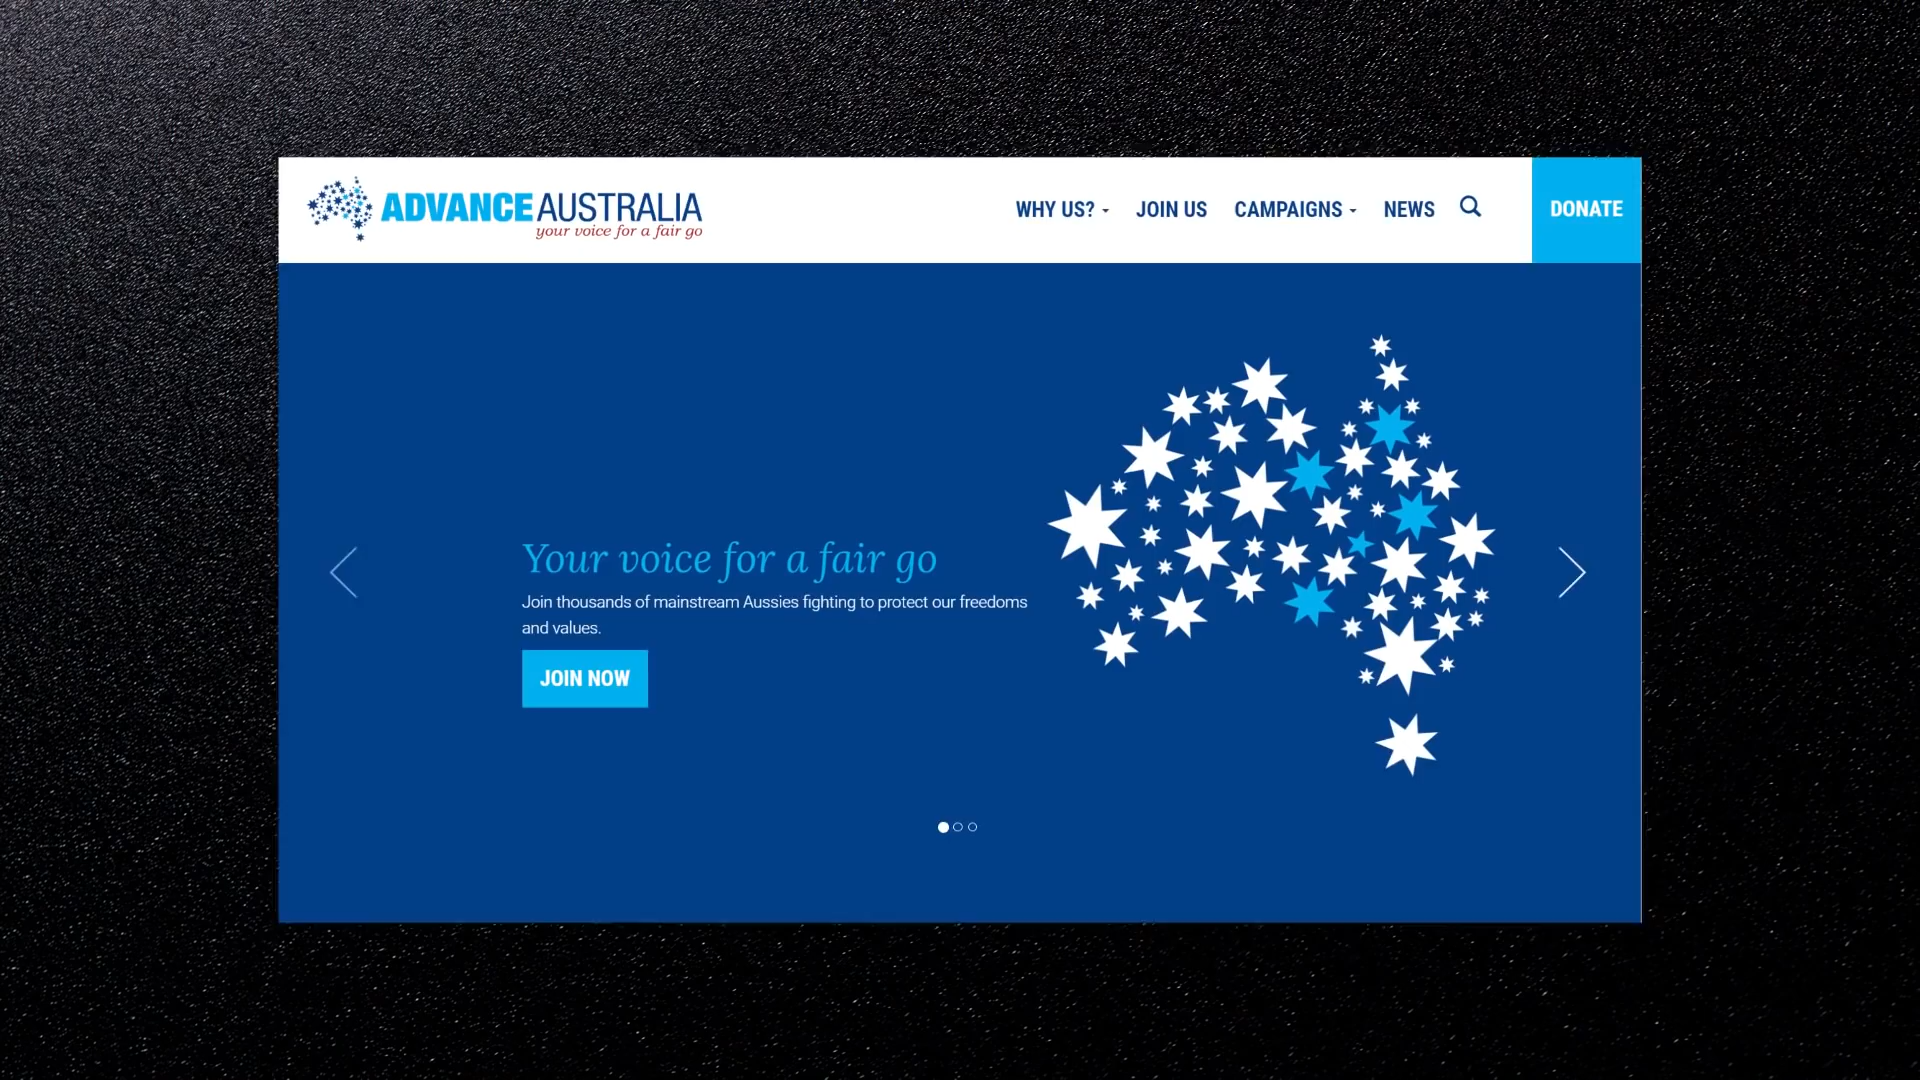 ADVANCE AUSTRALIA
your voice for a fair go
WHY US? JOIN US CAMPAIGNS NEWS DONATE
Your voice for a fair go
Join thousands of mainstream Aussies fighting to protect our freedoms
and values.
JOIN NOW